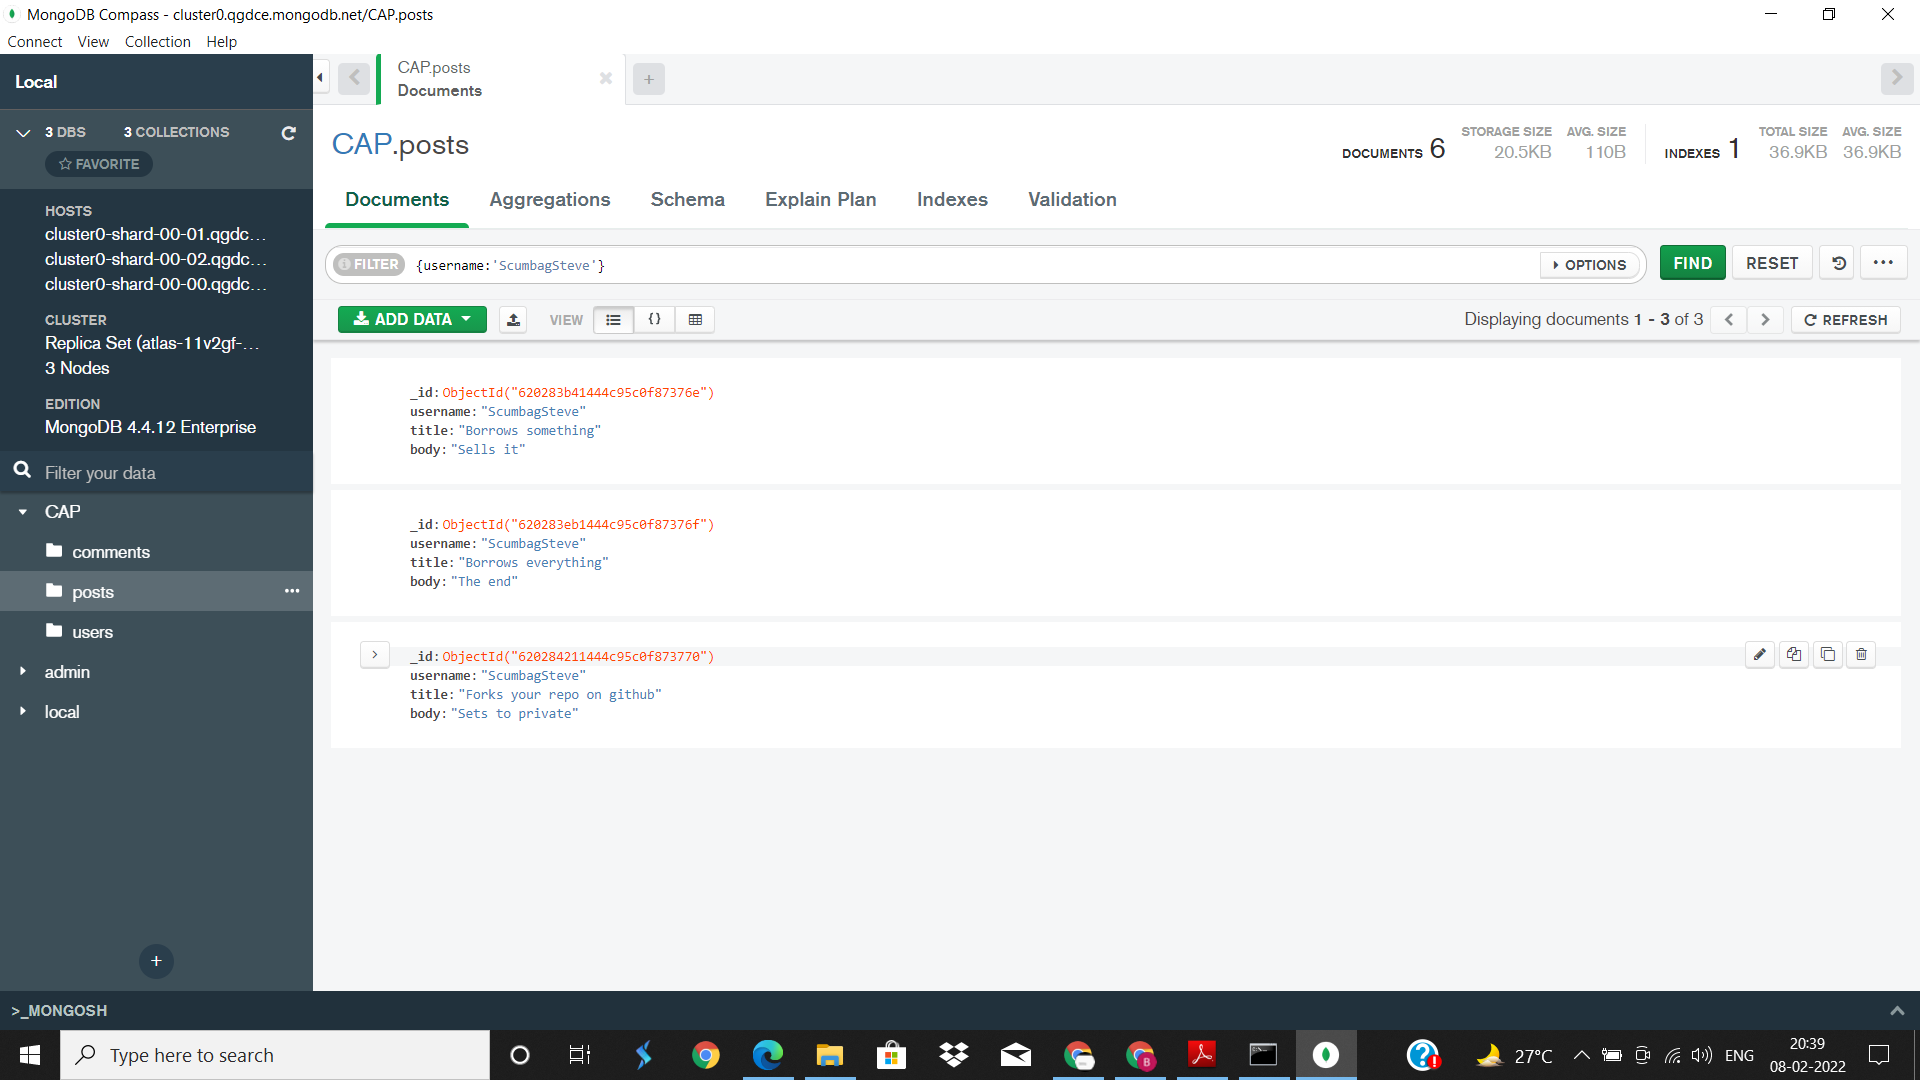 MongoDB Compass - cluster0.qgdce.mongodb.net/CAP.posts
Connect View Collection Help
Local
3 DBS 3 COLLECTIONS
FAVORITE
HOSTS
cluster0-shard-00-01.qgdc...
cluster0-shard-00-02.qgdc...
cluster0-shard-00-00.qgdc...
CLUSTER
Replica Set (atlas-11v2gf-...
3 Nodes
EDITION
MongoDB 4.4.12 Enterprise
Filter your data
CAP
comments
posts
users
admin
local
CAP.posts
Documents
CAP.posts
DOCUMENTS 6
STORAGE SIZE
20.5KB
AVG. SIZE
110B
INDEXES 1
TOTAL SIZE
36.9KB
AVG. SIZE
36.9KB
Documents Aggregations Schema Explain Plan Indexes Validation
FILTER {username:'ScumbagSteve'} OPTIONS FIND RESET
ADD DATA VIEW Displaying documents 1 - 3 of 3 REFRESH
_id: ObjectId("620283b41444c95c0f87376e")
username: "ScumbagSteve"
title: "Borrows something"
body: "Sells it"
_id: ObjectId("620283eb1444c95c0f87376f")
username: "ScumbagSteve"
title: "Borrows everything"
body: "The end"
_id: ObjectId("620284211444c95c0f873770")
username: "ScumbagSteve"
title: "Forks your repo on github"
body: "Sets to private"
>_MONGOSH
Type here to search
27°C
ENG
20:39
08-02-2022